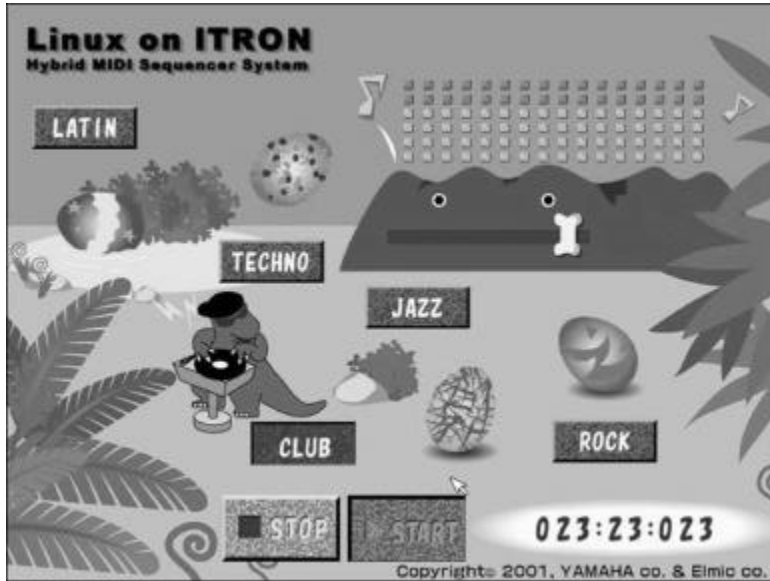 Linux on ITRON
Hybrid MIDI Sequencer System
LATIN
TECHNO
JAZZ
CLUB
ROCK
STOP
START
023:23:023
Copyright© 2001, YAMAHA co. & Elmic co.